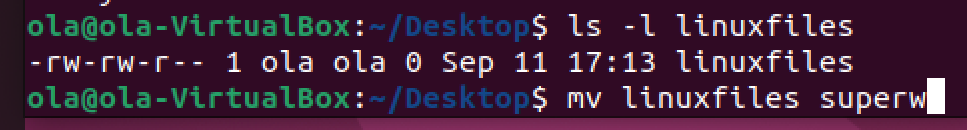 ola@ola-VirtualBox:~/Desktop$ ls -l linuxfiles
-rw-rw-r-- 1 ola ola 0 Sep 11 17:13 linuxfiles
ola@ola-VirtualBox:~/Desktop$ mv linuxfiles superw